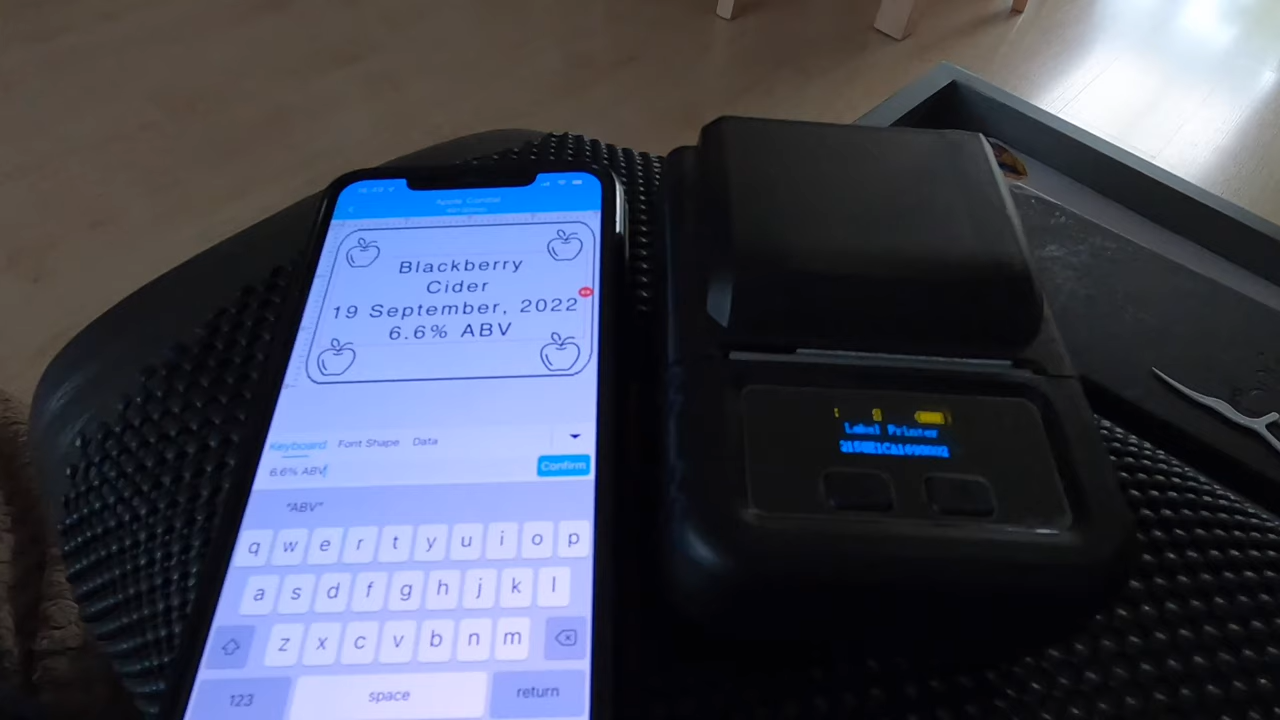 Blackberry
Cider
19 September, 2022
6.6% ABV
Keyboard Font Shape Data
6.6% ABV Confirm
"ABV"
q w e r t y u i o p
a s d f g h j k l
z x c v b n m
123 space return
Label Printer